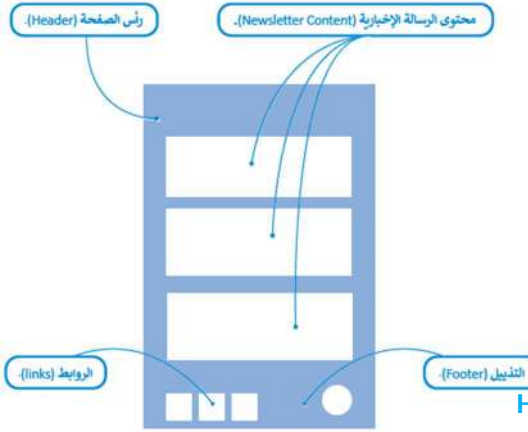 محتوى الرسالة الإخبارية (Newsletter Content).
رأس الصفحة (Header).
التذييل (Footer).
الروابط (links).
H